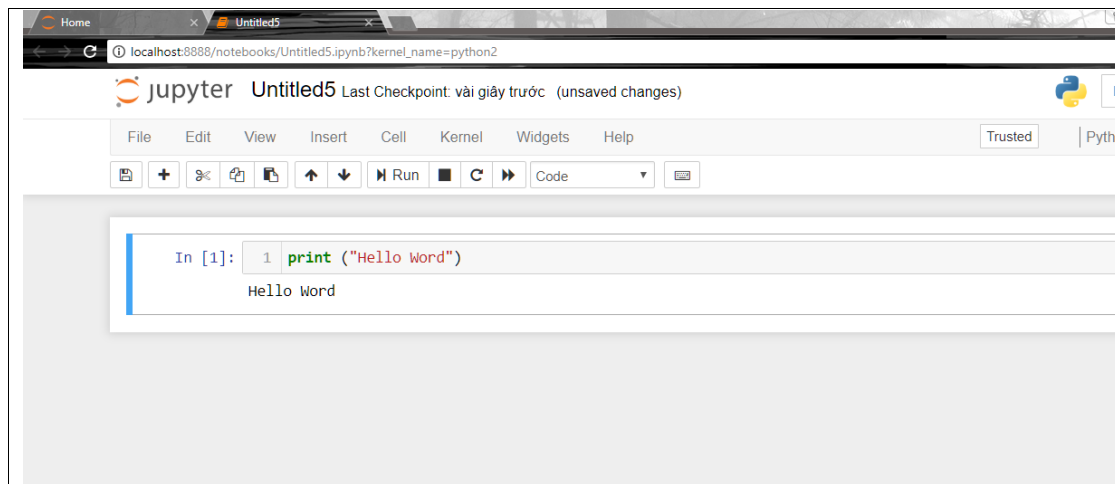 Home
Untitled5
localhost:8888/notebooks/Untitled5.ipynb?kernel_name=python2
jupyter Untitled5 Last Checkpoint: vài giây trước (unsaved changes)
File Edit View Insert Cell Kernel Widgets Help Trusted Pyth
Run Code
In [1]: 1 print ("Hello Word")
Hello Word